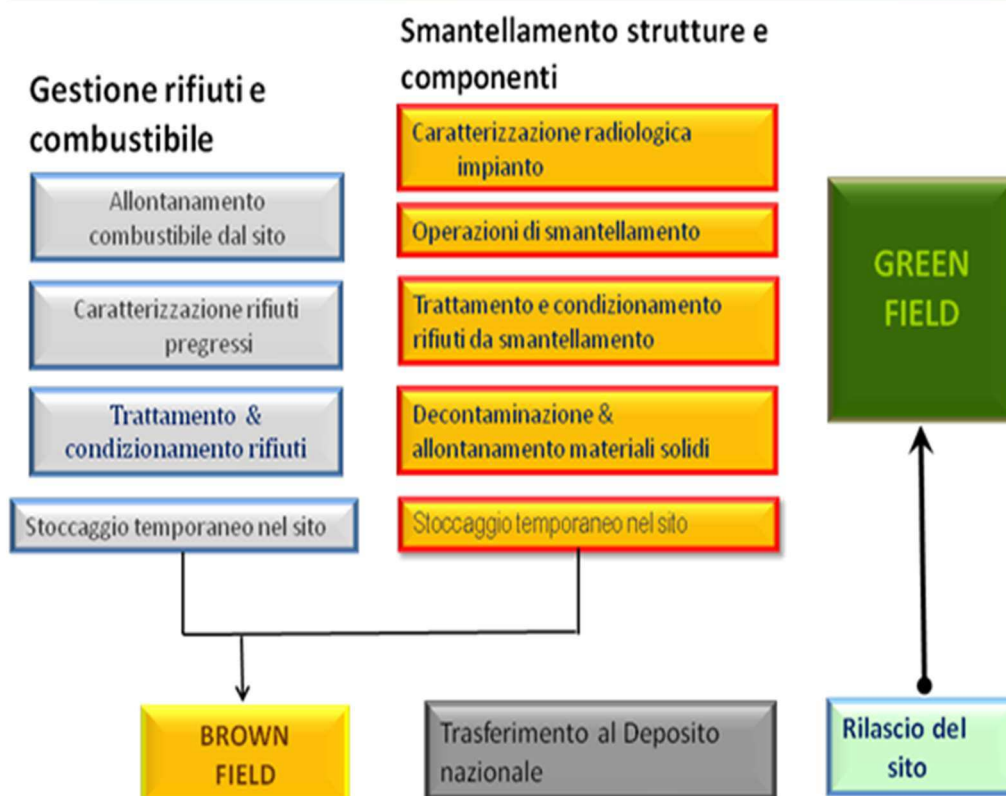 Gestione rifiuti e
combustibile
Allontanamento
combustibile dal sito
Caratterizzazione rifiuti
pregressi
Trattamento &
condizionamento rifiuti
Stoccaggio temporaneo nel sito
Smantellamento strutture e
componenti
Caratterizzazione radiologica
impianto
Operazioni di smantellamento
Trattamento e condizionamento
rifiuti da smantellamento
Decontaminazione &
allontanamento materiali solidi
Stoccaggio temporaneo nel sito
GREEN
FIELD
BROWN
FIELD
Trasferimento al Deposito
nazionale
Rilascio del
sito